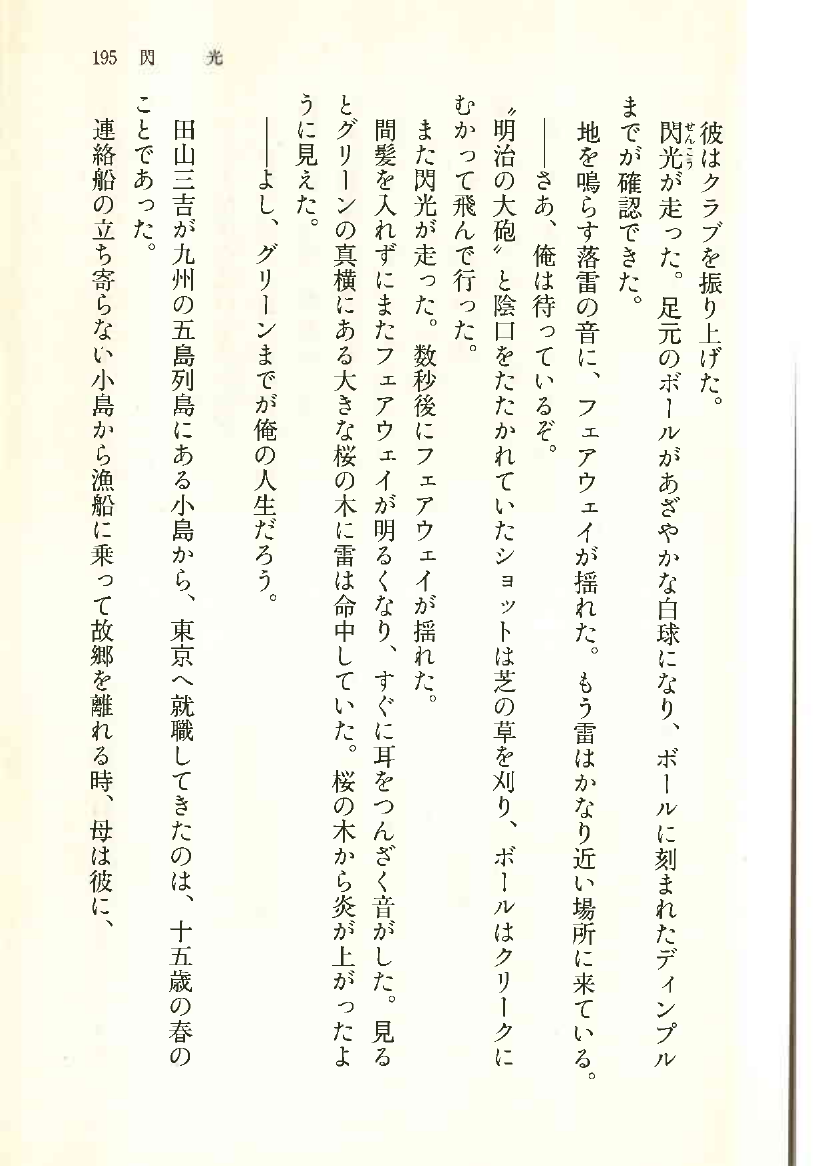 195 閃 光
彼はクラブを振り上げた。
閃光が走った。足元のボールがあざやかな白球になり、ボールに刻まれたディンプル
までが確認できた。
地を鳴らす落雷の音に、フェアウェイが揺れた。もう雷はかなり近い場所に来ている。
――さあ、俺は待っているぞ。
〝明治の大砲〟と陰口をたたかれていたショットは芝の草を刈り、ボールはクリークに
むかって飛んで行った。
また閃光が走った。数秒後にフェアウェイが揺れた。
間髪を入れずにまたフェアウェイが明るくなり、すぐに耳をつんざく音がした。見る
とグリーンの真横にある大きな桜の木に雷は命中していた。桜の木から炎が上がったよ
うに見えた。
――よし、グリーンまでが俺の人生だろう。
田山三吉が九州の五島列島にある小島から、東京へ就職してきたのは、十五歳の春の
ことであった。
連絡船の立ち寄らない小島から漁船に乗って故郷を離れる時、母は彼に、